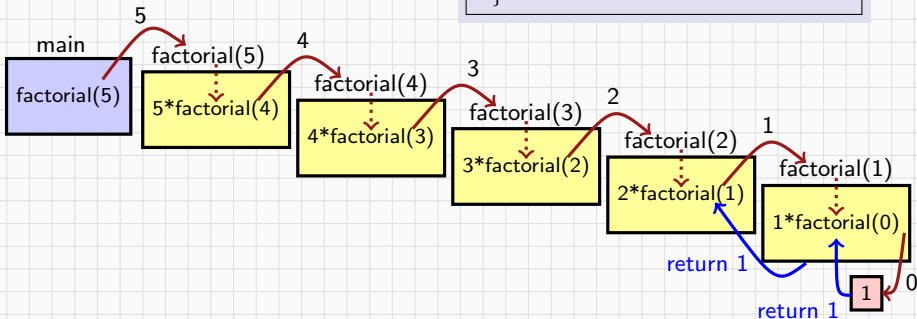 }
5
main
factorial(5)
factorial(5)
5*factorial(4)
4
factorial(4)
4*factorial(3)
3
factorial(3)
3*factorial(2)
2
factorial(2)
2*factorial(1)
1
factorial(1)
1*factorial(0)
return 1
0
1
return 1